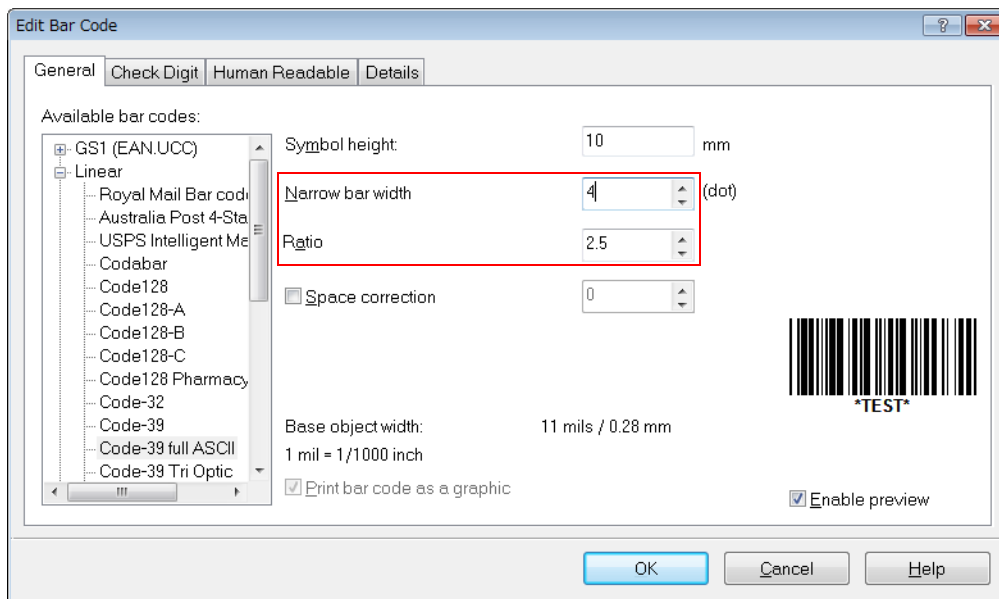 Edit Bar Code
General Check Digit Human Readable Details
Available bar codes:
GS1 (EAN.UCC)
Linear
Royal Mail Bar cod
Australia Post 4-Sta
USPS Intelligent Ma
Codabar
Code128
Code128-A
Code128-B
Code128-C
Code128 Pharmacy
Code-32
Code-39
Code-39 full ASCII
Code-39 Tri Optic
Symbol height: 10 mm
Narrow bar width 4 (dot)
Ratio 2.5
Space correction 0
*TEST*
Base object width: 11 mils / 0.28 mm
1 mil = 1/1000 inch
Print bar code as a graphic
Enable preview
OK Cancel Help